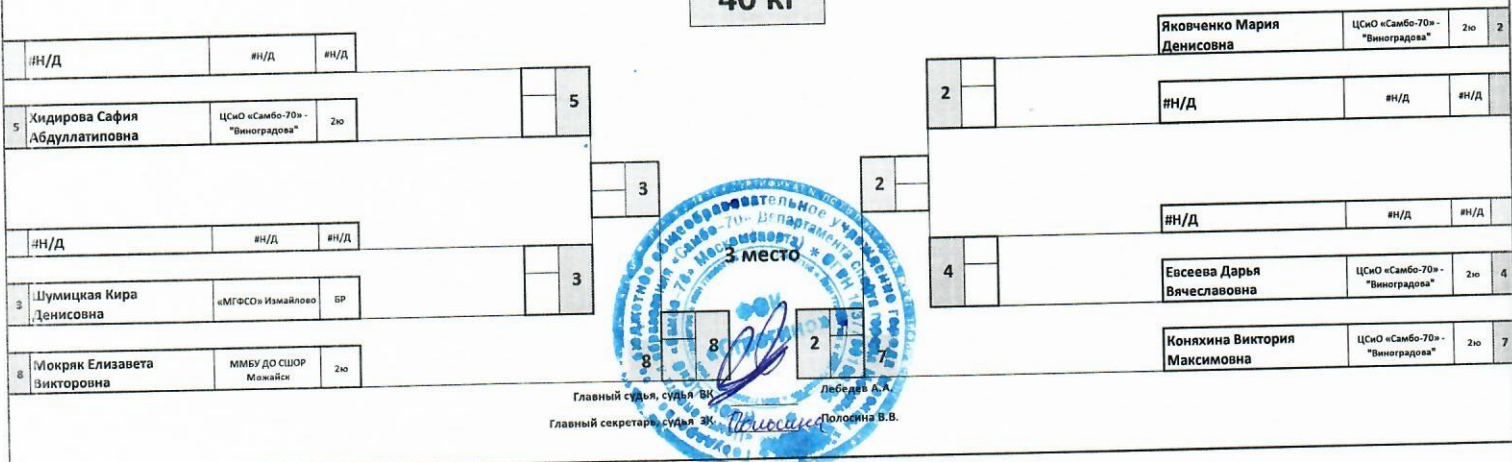 40 кг
#Н/Д #Н/Д #Н/Д
5 Хидирова Сафия Абдуллатиповна ЦСиО «Самбо-70» - "Виноградова" 2ю
5
#Н/Д #Н/Д #Н/Д
3 Шумицкая Кира Денисовна «МГФСО» Измайлово БР
3
8 Мокряк Елизавета Викторовна ММБУ ДО СШОР Можайск 2ю
3
8
8
3 место
2
7
2
2
4
Яковченко Мария Денисовна ЦСиО «Самбо-70» - "Виноградова" 2ю 2
#Н/Д #Н/Д #Н/Д
#Н/Д #Н/Д #Н/Д
Евсеева Дарья Вячеславовна ЦСиО «Самбо-70» - "Виноградова" 2ю 4
Коняхина Виктория Максимовна ЦСиО «Самбо-70» - "Виноградова" 2ю 7
Главный судья, судья ВК Лебедев А.А.
Главный секретарь, судья Полосина Полосина В.В.